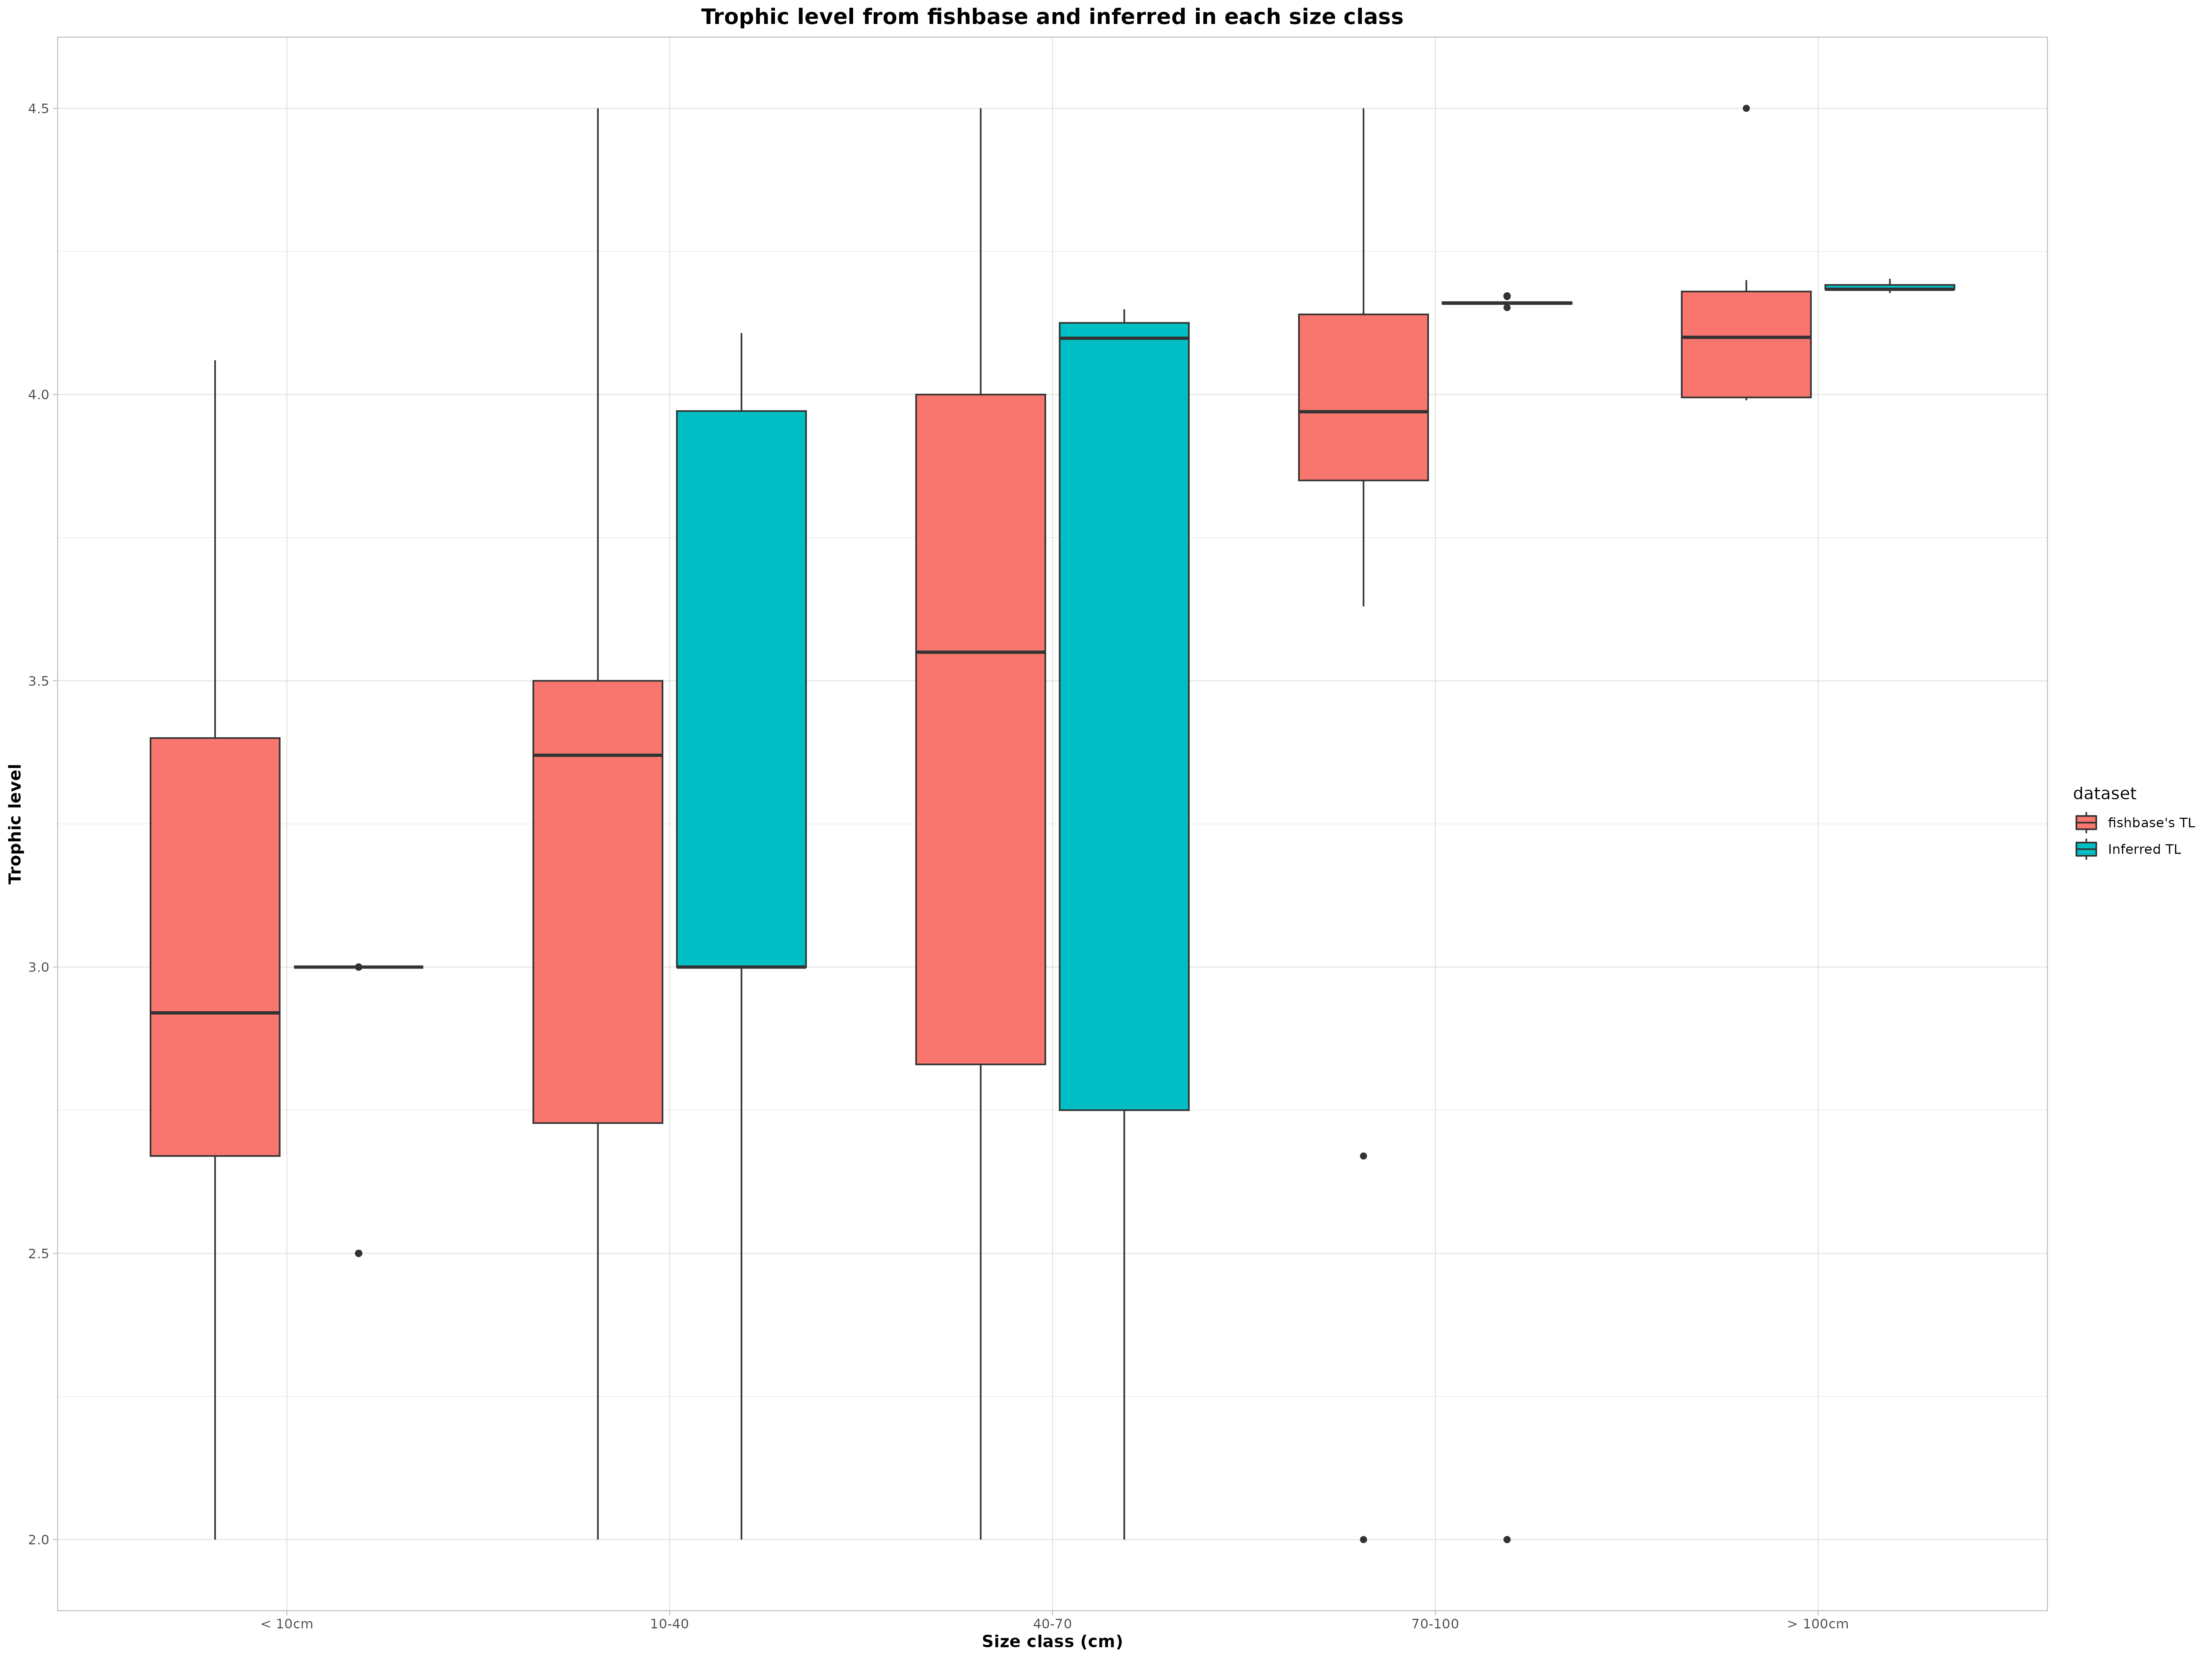 Trophic level from fishbase and inferred in each size class
Trophic level
4.5
4.0
3.5
3.0
2.5
2.0
< 10cm
10-40
40-70
70-100
> 100cm
Size class (cm)
dataset
fishbase's TL
Inferred TL